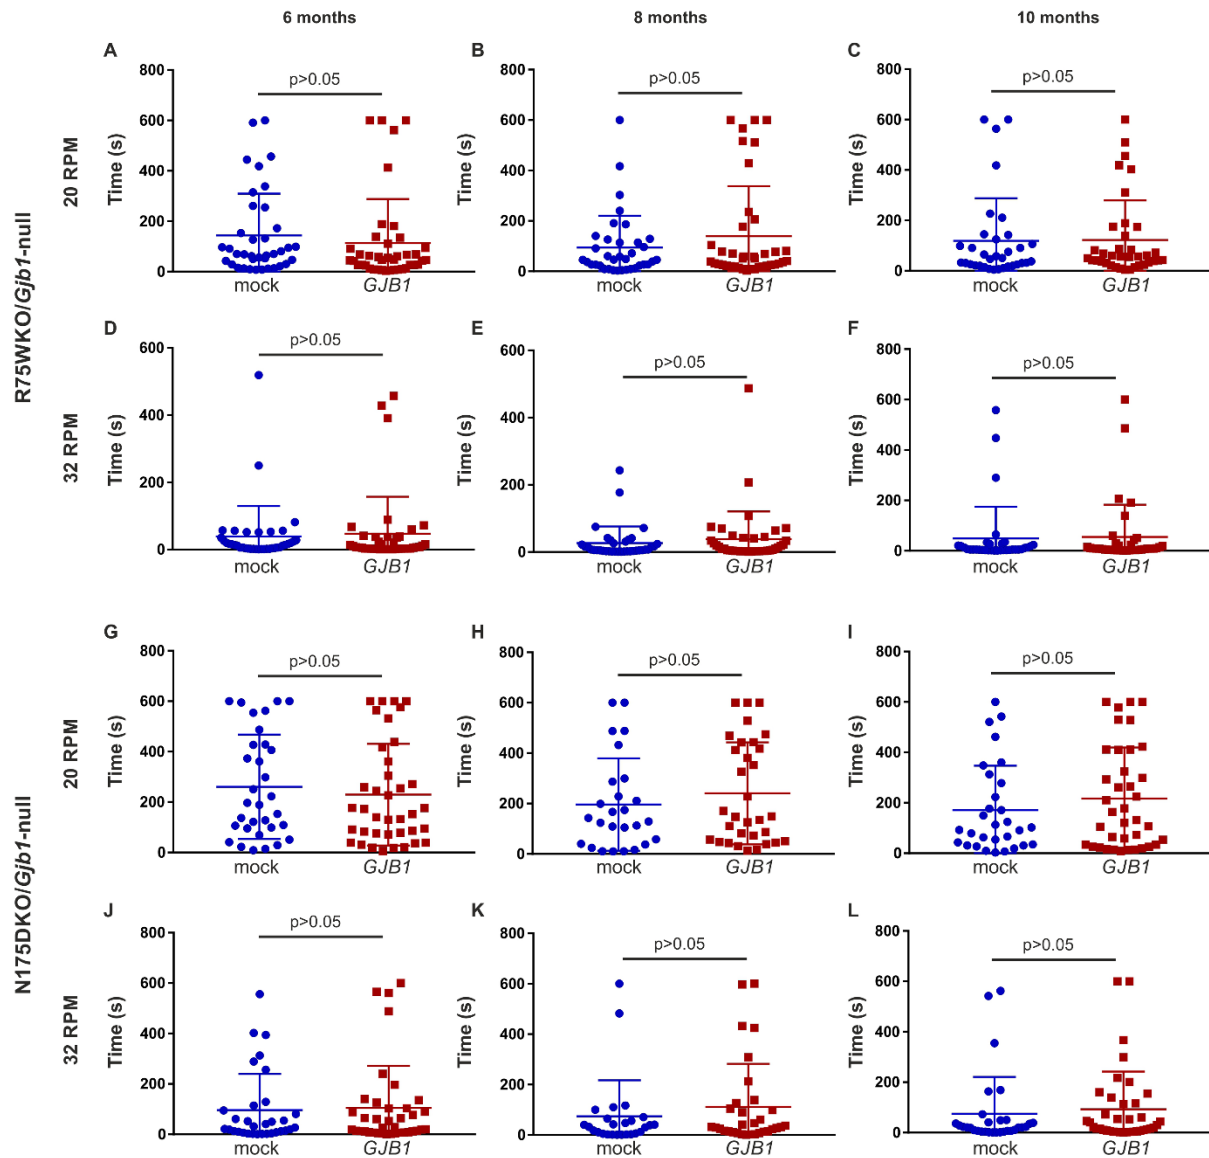 6 months
8 months
10 months
R75WKO/Gjb1-null
20 RPM
A
Time (s)
800
600
400
200
0
p>0.05
mock
GJB1
B
Time (s)
800
600
400
200
0
p>0.05
mock
GJB1
C
Time (s)
800
600
400
200
0
p>0.05
mock
GJB1
32 RPM
D
Time (s)
600
400
200
0
p>0.05
mock
GJB1
E
Time (s)
600
400
200
0
p>0.05
mock
GJB1
F
Time (s)
800
600
400
200
0
p>0.05
mock
GJB1
N175DKO/Gjb1-null
20 RPM
G
Time (s)
800
600
400
200
0
p>0.05
mock
GJB1
H
Time (s)
800
600
400
200
0
p>0.05
mock
GJB1
I
Time (s)
800
600
400
200
0
p>0.05
mock
GJB1
32 RPM
J
Time (s)
800
600
400
200
0
p>0.05
mock
GJB1
K
Time (s)
800
600
400
200
0
p>0.05
mock
GJB1
L
Time (s)
800
600
400
200
0
p>0.05
mock
GJB1